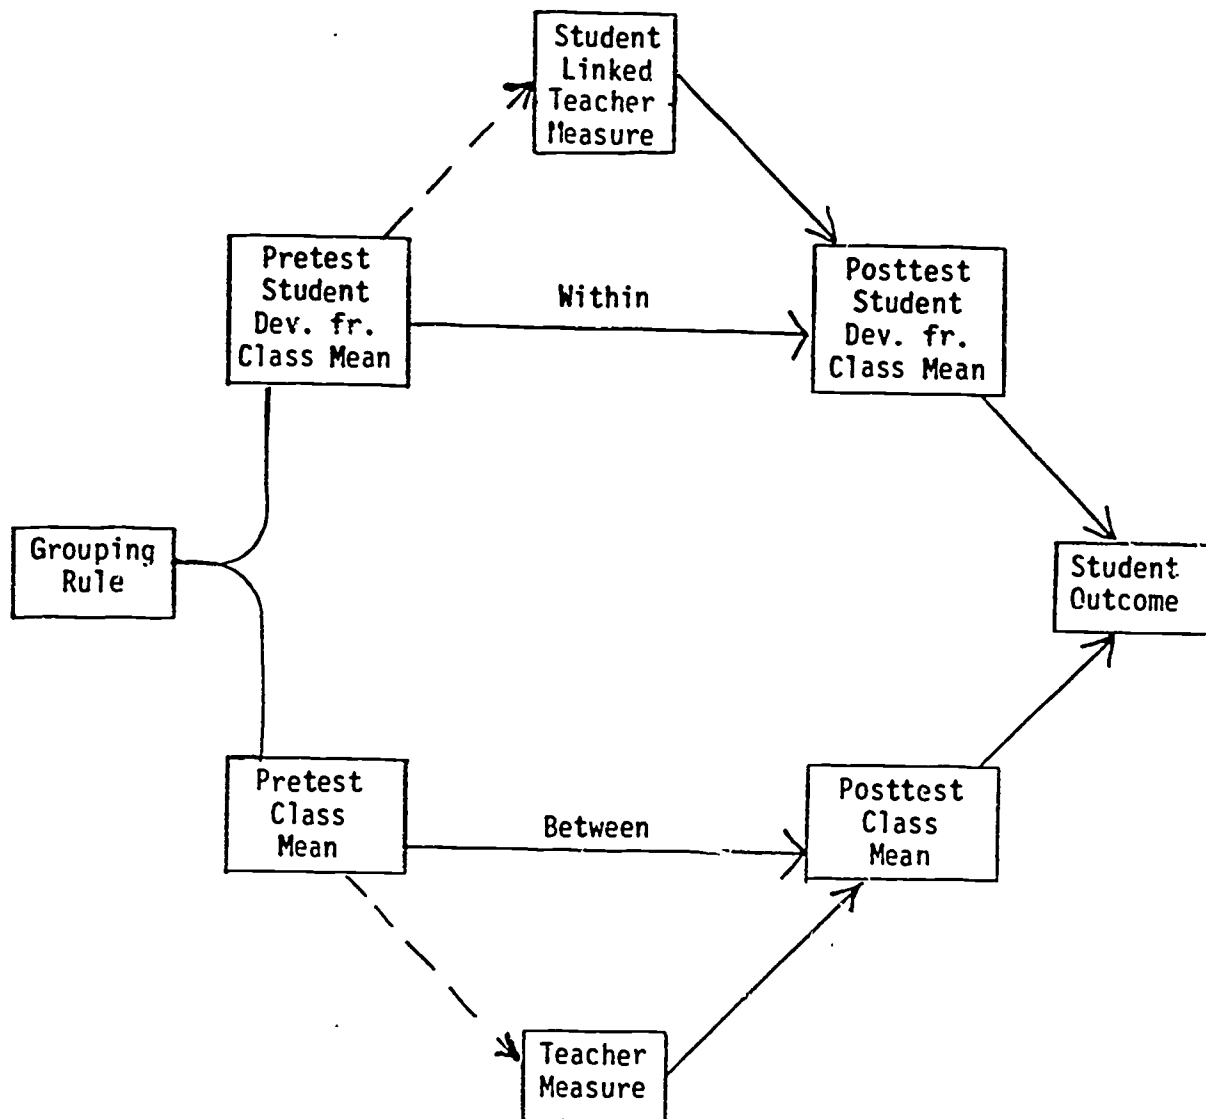 Student
Linked
Teacher
Measure
Pretest
Student
Dev. fr.
Class Mean
Within
Posttest
Student
Dev. fr.
Class Mean
Grouping
Rule
Student
Outcome
Pretest
Class
Mean
Between
Posttest
Class
Mean
Teacher
Measure